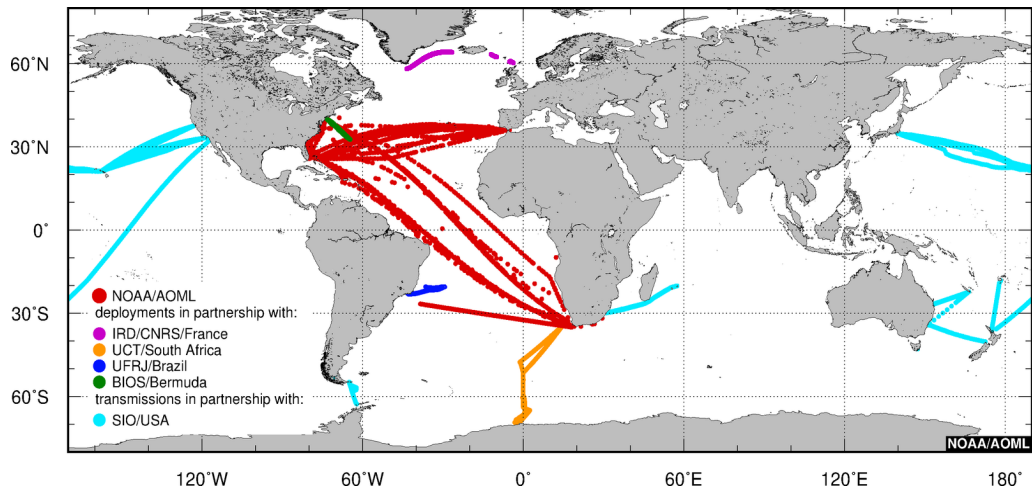 60˚N
30˚N
0˚
30˚S
60˚S
NOAA/AOML
deployments in partnership with:
IRD/CNRS/France
UCT/South Africa
UFRJ/Brazil
BIOS/Bermuda
transmissions in partnership with:
SIO/USA
NOAA/AOML
120˚W
60˚W
0˚
60˚E
120˚E
180˚